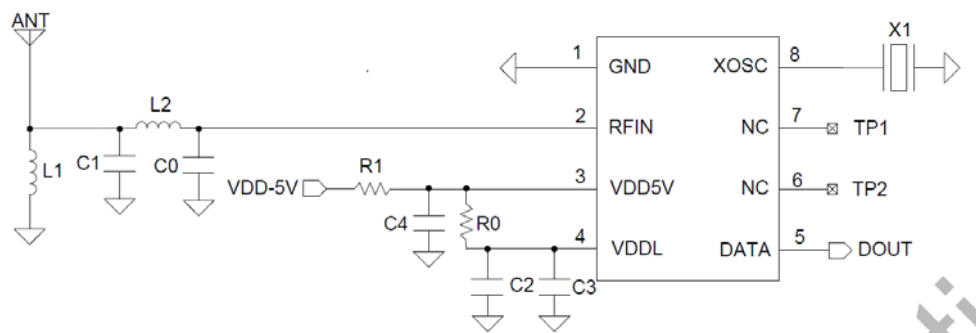 ANT
X1
1 GND XOSC 8
L2
2 RFIN NC 7 TP1
L1 C1 C0
R1
VDD-5V 3 VDD5V NC 6 TP2
C4 R0
4 VDDL DATA 5 DOUT
C2 C3